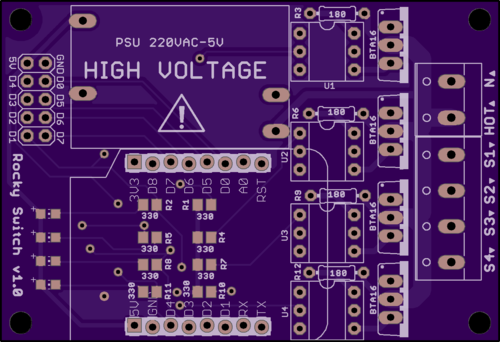 R3
180
BTA16
U1
PSU 220VAC-5V
HIGH VOLTAGE
!
5V D4 D3 D2 D1
GND D0 D5 D6 D7
R6
180
BTA16
U2
HOT N
S4 S3 S2 S1
3V3 D8 D7 D6 D5 D0 A0 RST
Rocky Switch v4.0
330 R2 R1 330
R9
180
BTA16
U3
330 R5 R4 330
330 R8 R7 330
R12
180
BTA16
U4
330 R11 R10 330
5V GND D4 D3 D2 D1 RX TX